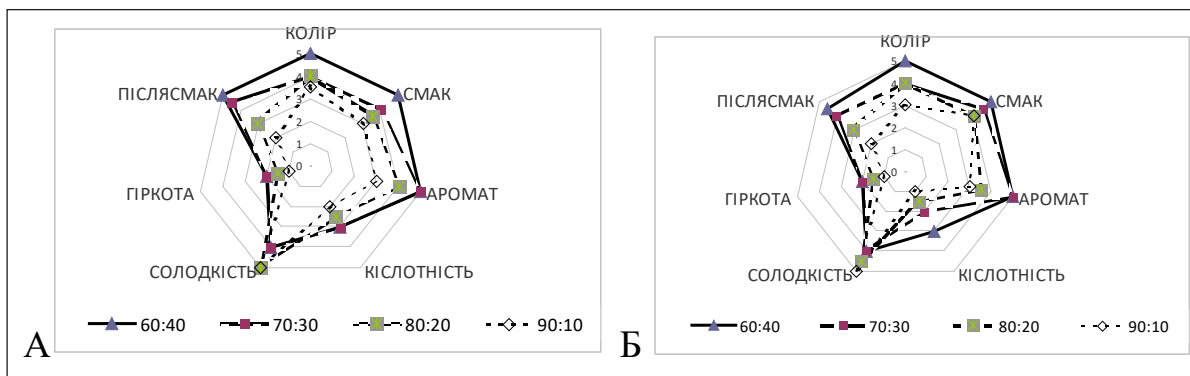 КОЛІР
5
4
3
2
1
0
СМАК
АРОМАТ
КІСЛОТНІСТЬ
СОЛОДКІСТЬ
ГІРКОТА
ПІСЛЯСМАК
60:40 70:30 80:20 90:10
А
КОЛІР
5
4
3
2
1
0
СМАК
АРОМАТ
КІСЛОТНІСТЬ
СОЛОДКІСТЬ
ГІРКОТА
ПІСЛЯСМАК
60:40 70:30 80:20 90:10
Б